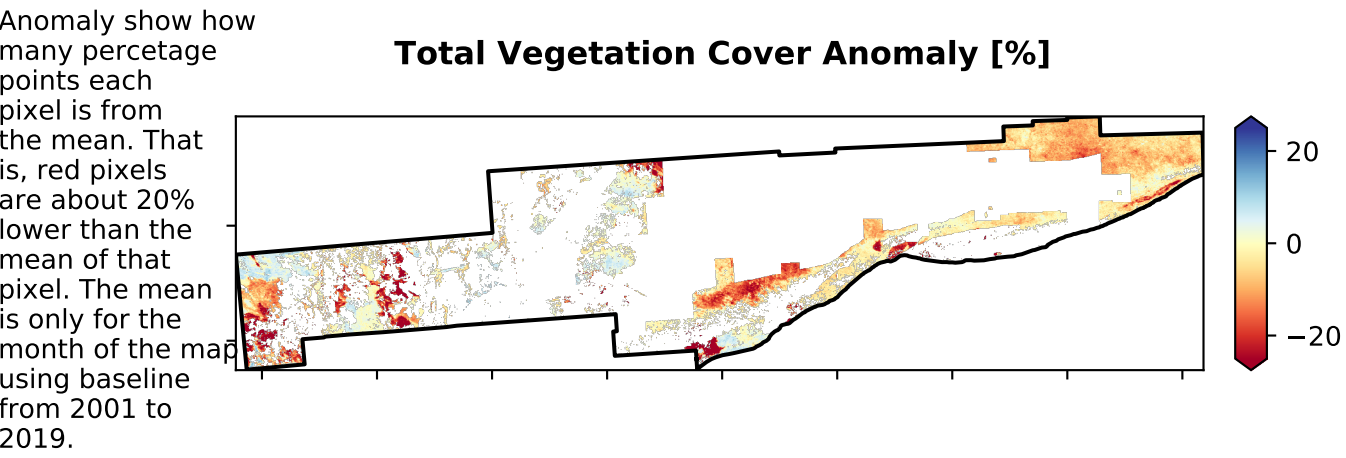 Anomaly show how
many percetage
points each
pixel is from
the mean. That
is, red pixels
are about 20%
lower than the
mean of that
pixel. The mean
is only for the
month of the map
using baseline
from 2001 to
2019.
Total Vegetation Cover Anomaly [%]
20
0
−20